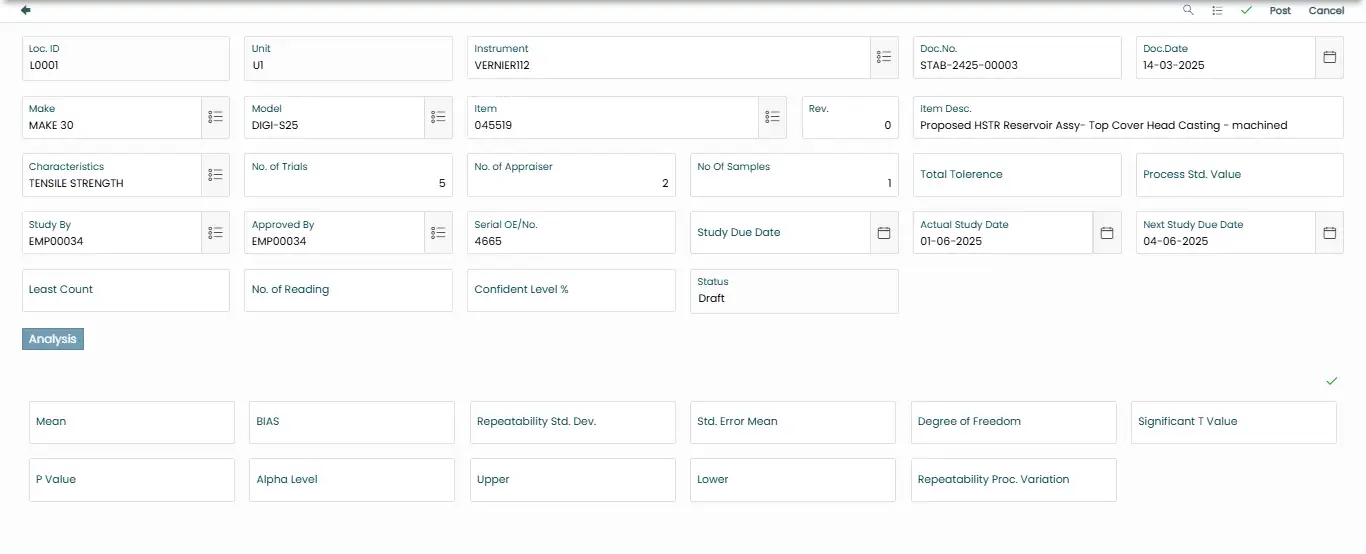 Post Cancel
Loc. ID Unit Instrument Doc.No. Doc.Date
L0001 U1 VERNIER112 STAB-2425-00003 14-03-2025
Make Model Item Rev. Item Desc.
MAKE 30 DIGI-S25 045519 0 Proposed HSTR Reservoir Assy- Top Cover Head Casting - machined
Characteristics No. of Trials No. of Appraiser No Of Samples Total Tolerence Process Std. Value
TENSILE STRENGTH 5 2 1
Study By Approved By Serial OE/No. Study Due Date Actual Study Date Next Study Due Date
EMP00034 EMP00034 4665 01-06-2025 04-06-2025
Least Count No. of Reading Confident Level % Status
Draft
Analysis
Mean BIAS Repeatability Std. Dev. Std. Error Mean Degree of Freedom Significant T Value
P Value Alpha Level Upper Lower Repeatability Proc. Variation